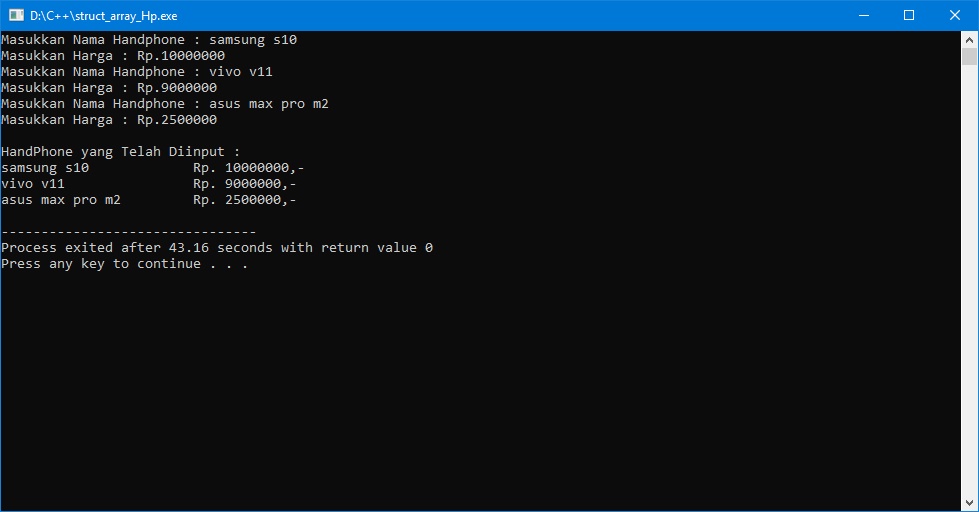 D:\C++\struct_array_Hp.exe
Masukkan Nama Handphone : samsung s10
Masukkan Harga : Rp.10000000
Masukkan Nama Handphone : vivo v11
Masukkan Harga : Rp.9000000
Masukkan Nama Handphone : asus max pro m2
Masukkan Harga : Rp.2500000
HandPhone yang Telah Diinput :
samsung s10             Rp. 10000000,-
vivo v11                Rp. 9000000,-
asus max pro m2         Rp. 2500000,-
--------------------------------
Process exited after 43.16 seconds with return value 0
Press any key to continue . . .